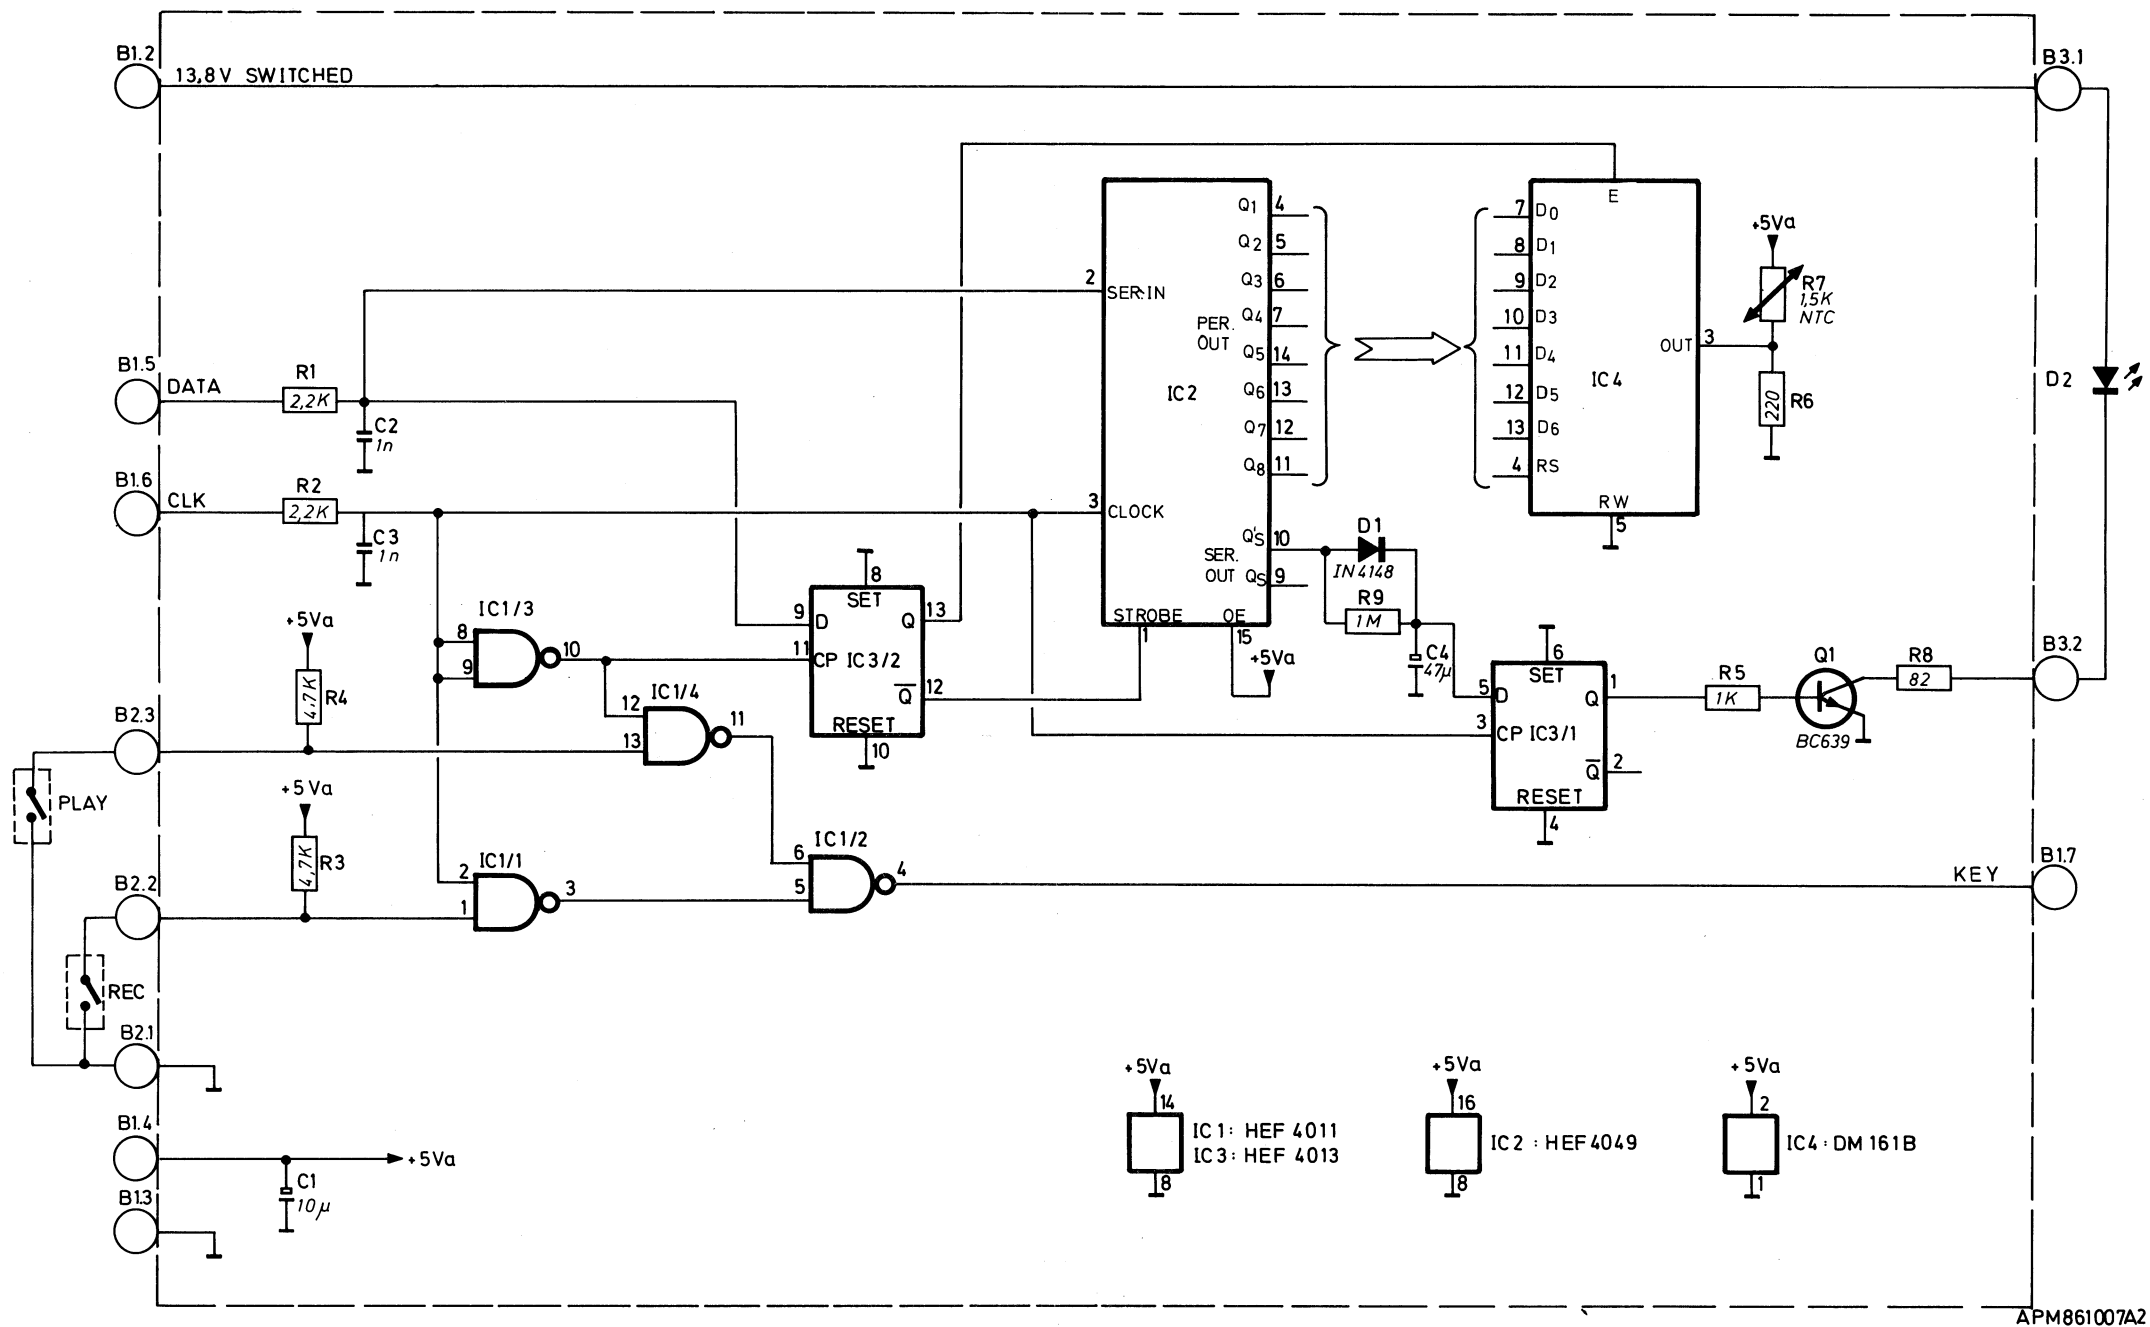 B1.2
13,8V SWITCHED
B3.1
E
Q1 4
Q2 5
Q3 6
Q4 7
Q5 14
Q6 13
Q7 12
Q8 11
7 D0
8 D1
9 D2
10 D3
11 D4
12 D5
13 D6
4 RS
+5Va
R7
1,5K
NTC
2
SER.IN
PER.
OUT
IC2
IC4
OUT 3
R6
220
D2
B1.5
DATA
R1
2,2K
C2
1n
B1.6
CLK
R2
2,2K
C3
1n
3
CLOCK
RW
5
Q'S 10
SER.
OUT
QS 9
D1
IN4148
R9
1M
STROBE
OE
1
15
+5Va
C4
47µ
8
SET
9
D
Q
13
11
CP IC3/2
Q
12
RESET
10
IC1/3
8
9
10
+5Va
4,7K
R4
IC1/4
12
13
11
B2.3
PLAY
6
SET
5
D
Q
1
3
CP IC3/1
Q
2
RESET
4
R5
1K
Q1
BC639
R8
82
B3.2
+5Va
4,7K
R3
IC1/1
2
1
3
IC1/2
6
5
4
KEY
B1.7
B2.2
REC
B2.1
B1.4
+5Va
C1
10µ
B1.3
+5Va
14
IC1: HEF 4011
IC3: HEF 4013
8
+5Va
16
IC2 : HEF4049
8
+5Va
2
IC4: DM 161B
1
APM861007A2